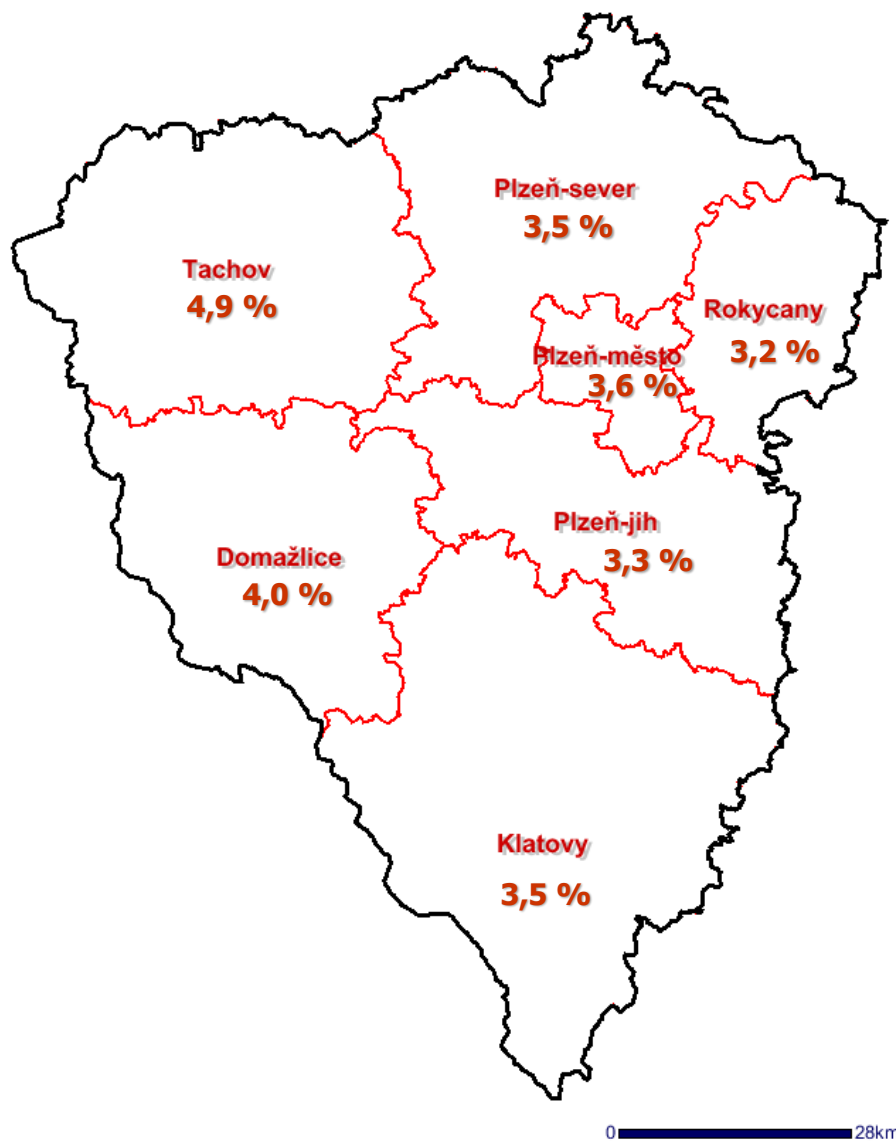 Plzeň-sever
3,5 %
Tachov
4,9 %
Rokycany
3,2 %
Plzeň-město
3,6 %
Plzeň-jih
3,3 %
Domažlice
4,0 %
Klatovy
3,5 %
0 28km